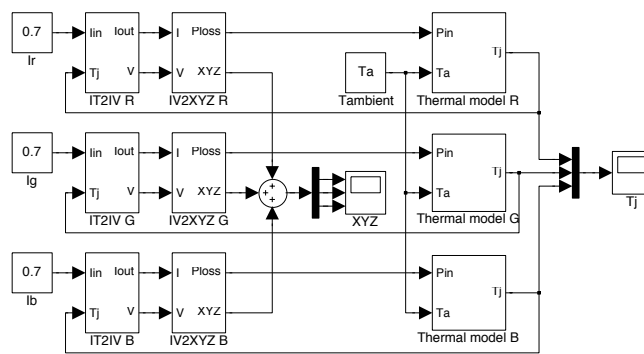 0.7
Ir
Iin
Tj
Iout
V
IT2IV R
I
V
Ploss
XYZ
IV2XYZ R
Ta
Tambient
Pin
Ta
Tj
Thermal model R
0.7
Ig
Iin
Tj
Iout
V
IT2IV G
I
V
Ploss
XYZ
IV2XYZ G
+
+
+
XYZ
Pin
Ta
Tj
Thermal model G
Tj
0.7
Ib
Iin
Tj
Iout
V
IT2IV B
I
V
Ploss
XYZ
IV2XYZ B
Pin
Ta
Tj
Thermal model B